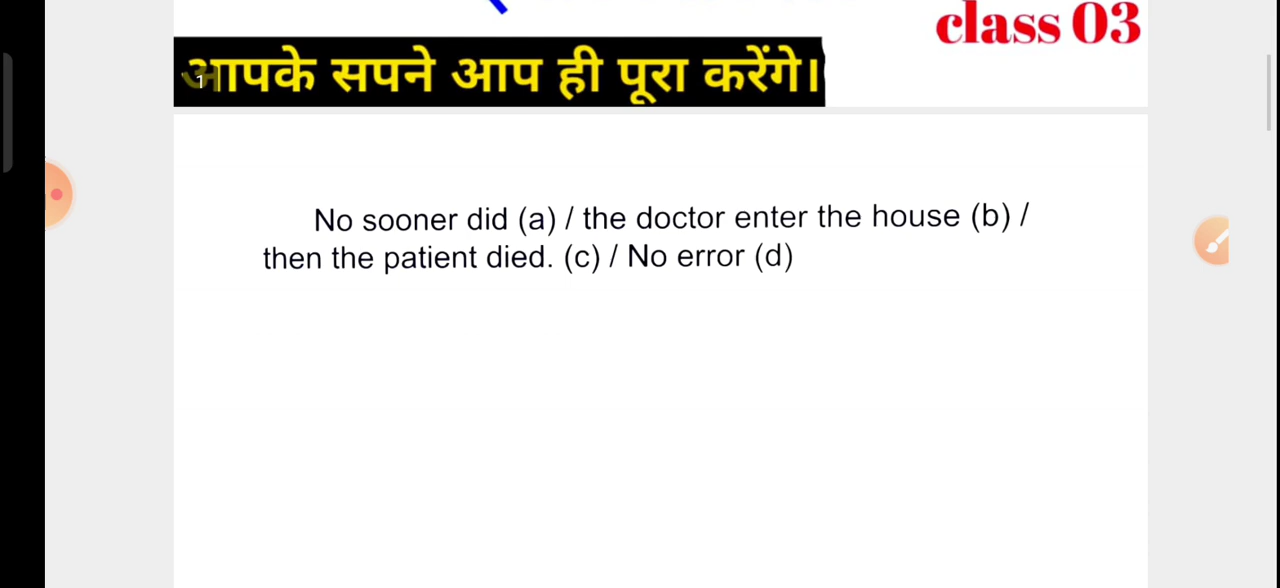 class 03
आपके सपने आप ही पूरा करेंगे।
1
No sooner did (a) / the doctor enter the house (b) /
then the patient died. (c) / No error (d)